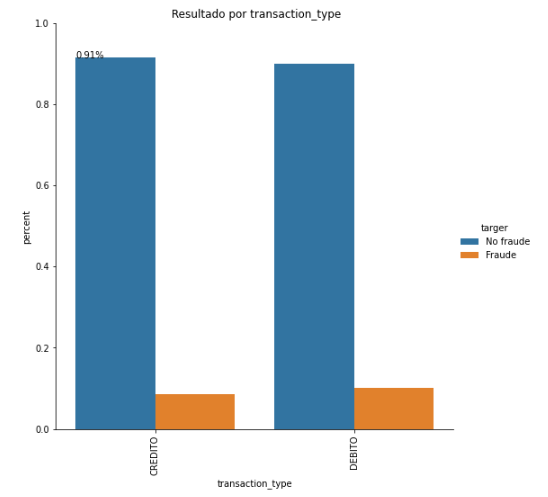 Resultado por transaction_type
1.0
0.91%
0.8
0.6
percent
0.4
0.2
0.0
targer
No fraude
Fraude
CREDITO
DEBITO
transaction_type